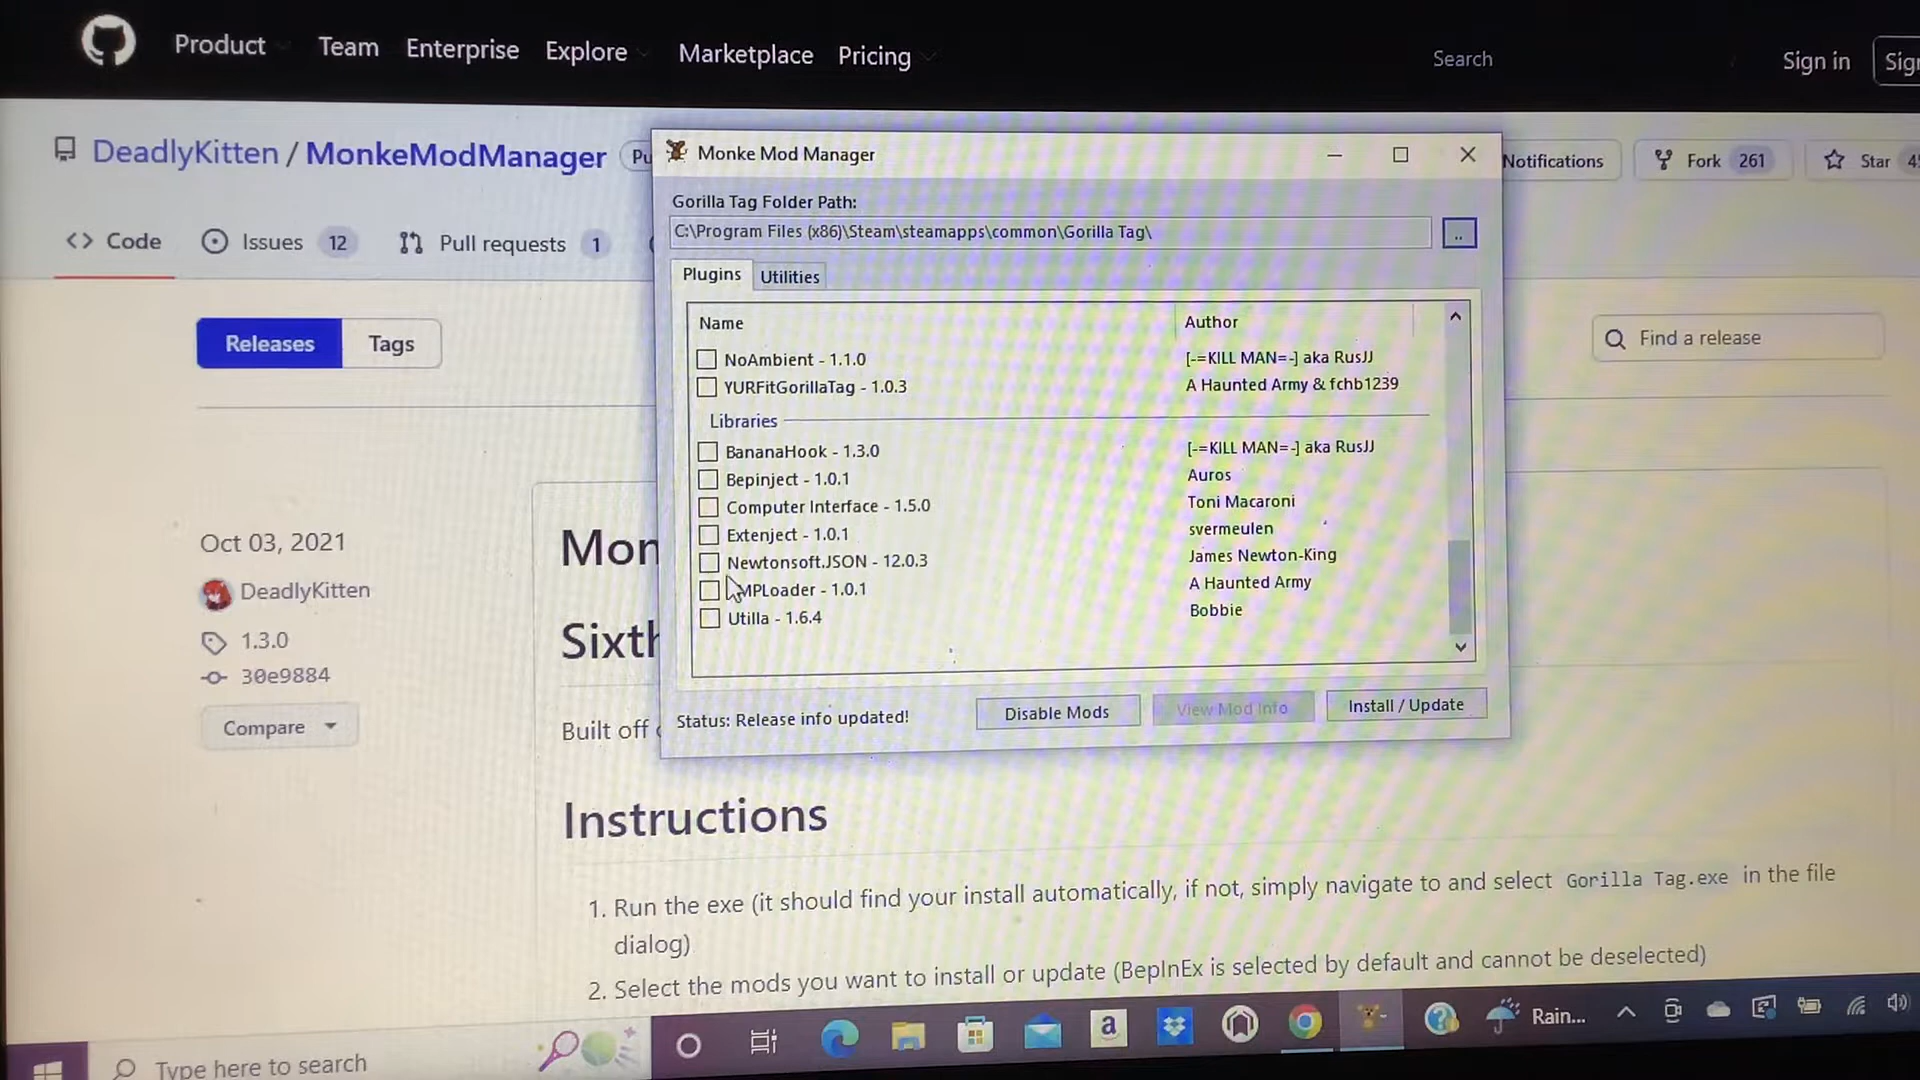 Product Team Enterprise Explore Marketplace Pricing Search Sign in
DeadlyKitten / MonkeModManager
Notifications Fork 261 Star
Code Issues 12 Pull requests 1
Releases Tags
Find a release
Oct 03, 2021
DeadlyKitten
1.3.0
30e9884
Compare
Built off
Instructions
1. Run the exe (it should find your install automatically, if not, simply navigate to and select Gorilla Tag.exe in the file
dialog)
2. Select the mods you want to install or update (BepInEx is selected by default and cannot be deselected)
Monke Mod Manager
Gorilla Tag Folder Path:
C:\Program Files (x86)\Steam\steamapps\common\Gorilla Tag\
..
Plugins Utilities
Name Author
NoAmbient - 1.1.0 [-=KILL MAN=-] aka RusJJ
YURFitGorillaTag - 1.0.3 A Haunted Army & fchb1239
Libraries
BananaHook - 1.3.0 [-=KILL MAN=-] aka RusJJ
Bepinject - 1.0.1 Auros
Computer Interface - 1.5.0 Toni Macaroni
Extenject - 1.0.1 svermeulen
Newtonsoft.JSON - 12.0.3 James Newton-King
MPLoader - 1.0.1 A Haunted Army
Utilla - 1.6.4 Bobbie
Status: Release info updated! Disable Mods View Mod Info Install / Update
Type here to search
Rain...